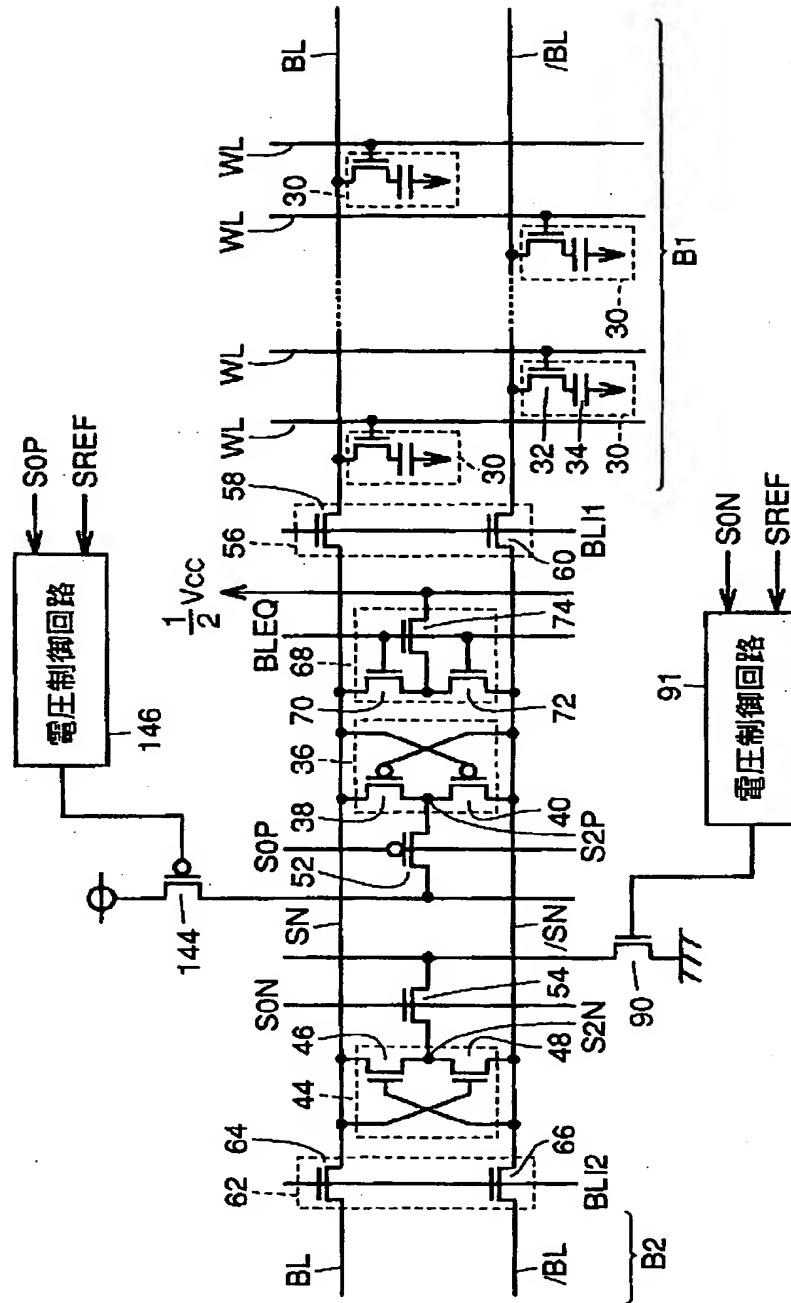 S0P
SREF
電圧制御回路
146
144
1/2 Vcc
WL
WL
WL
WL
BL
SN
S0N
S0P
BLEQ
BL
62
64
44
46
52
38
36
70
68
56
58
30
30
54
48
40
72
74
60
32
34
30
30
66
/BL
/SN
/BL
BLI2
S2N
S2P
BLI1
B2
B1
90
91
電圧制御回路
S0N
SREF